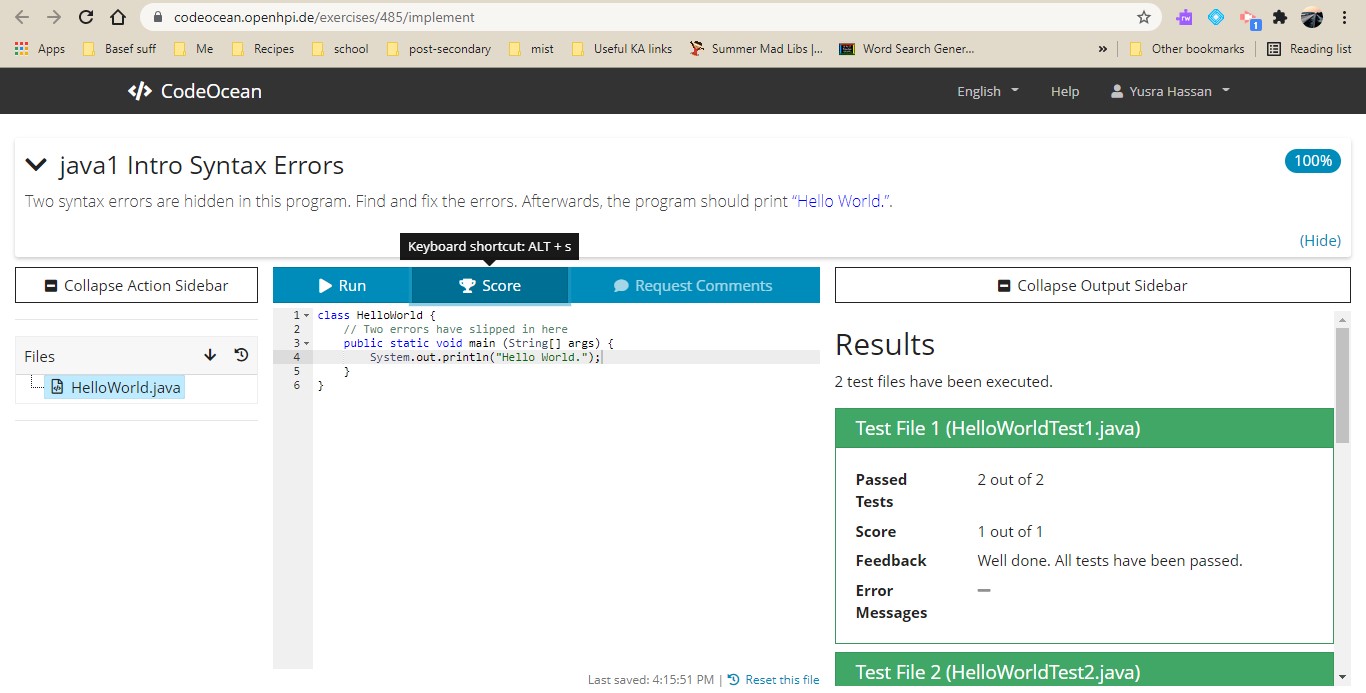 codeocean.openhpi.de/exercises/485/implement
rw 1
Apps Basef suff Me Recipes school post-secondary mist Useful KA links Summer Mad Libs |... Word Search Gener... » Other bookmarks Reading list
</> CodeOcean English Help Yusra Hassan
java1 Intro Syntax Errors 100%
Two syntax errors are hidden in this program. Find and fix the errors. Afterwards, the program should print “Hello World.”.
(Hide)
Keyboard shortcut: ALT + s
Collapse Action Sidebar Run Score Request Comments Collapse Output Sidebar
Files
HelloWorld.java
1 class HelloWorld {
2 // Two errors have slipped in here
3 public static void main (String[] args) {
4 System.out.println("Hello World.");
5 }
6 }
Last saved: 4:15:51 PM | Reset this file
Results
2 test files have been executed.
Test File 1 (HelloWorldTest1.java)
Passed Tests 2 out of 2
Score 1 out of 1
Feedback Well done. All tests have been passed.
Error Messages —
Test File 2 (HelloWorldTest2.java)